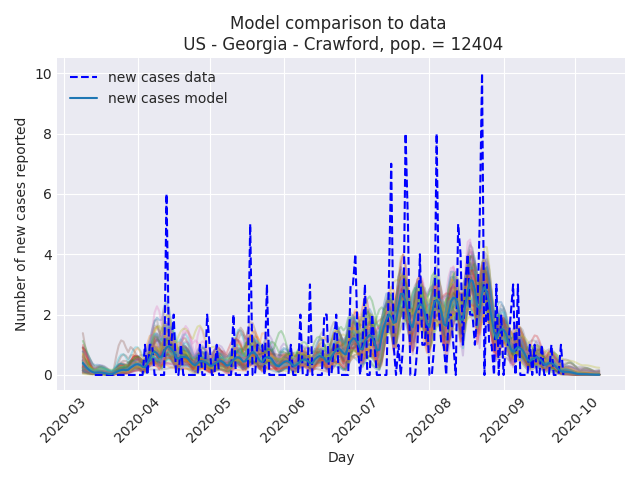 Model comparison to data
US - Georgia - Crawford, pop. = 12404
new cases data
new cases model
Number of new cases reported
10
8
6
4
2
0
2020-03
2020-04
2020-05
2020-06
2020-07
2020-08
2020-09
2020-10
Day